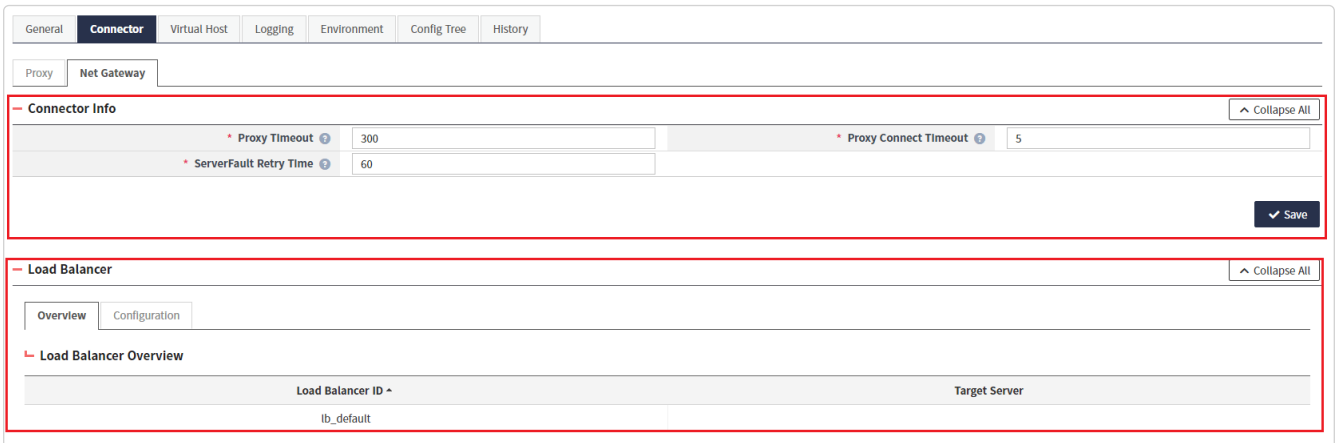 General Connector Virtual Host Logging Environment Config Tree History
Proxy Net Gateway
Connector Info Collapse All
* Proxy Timeout ? 300 * Proxy Connect Timeout ? 5
* ServerFault Retry Time ? 60
Save
Load Balancer Collapse All
Overview Configuration
Load Balancer Overview
Load Balancer ID Target Server
lb_default